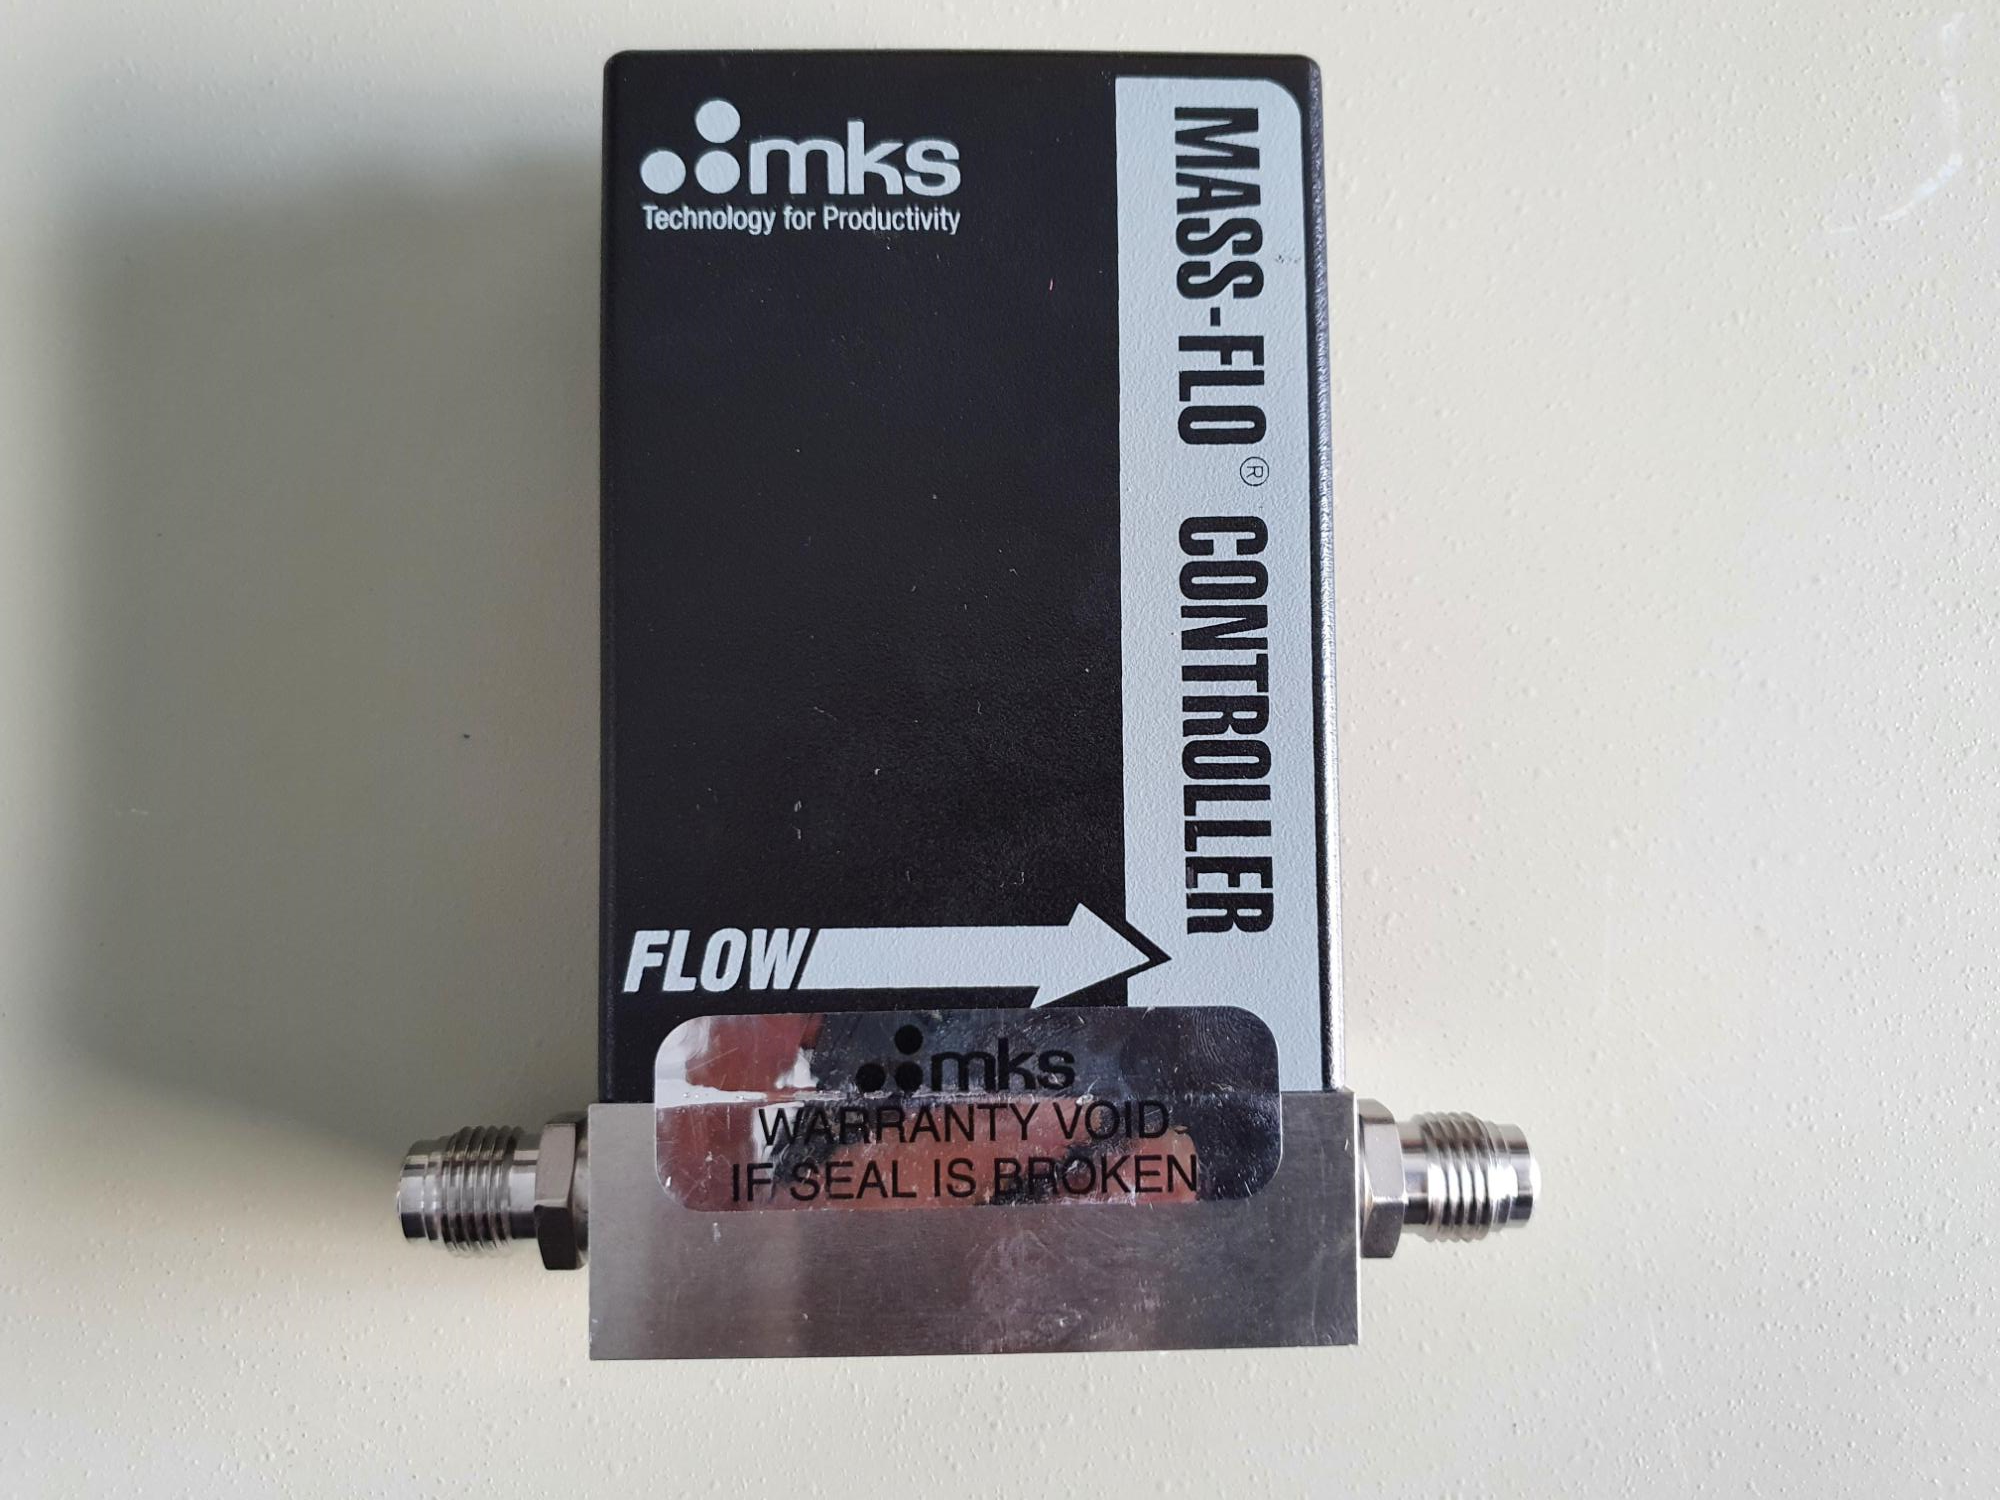 mks
Technology for Productivity
MASS-FLO® CONTROLLER
FLOW
mks
WARRANTY VOID
IF SEAL IS BROKEN